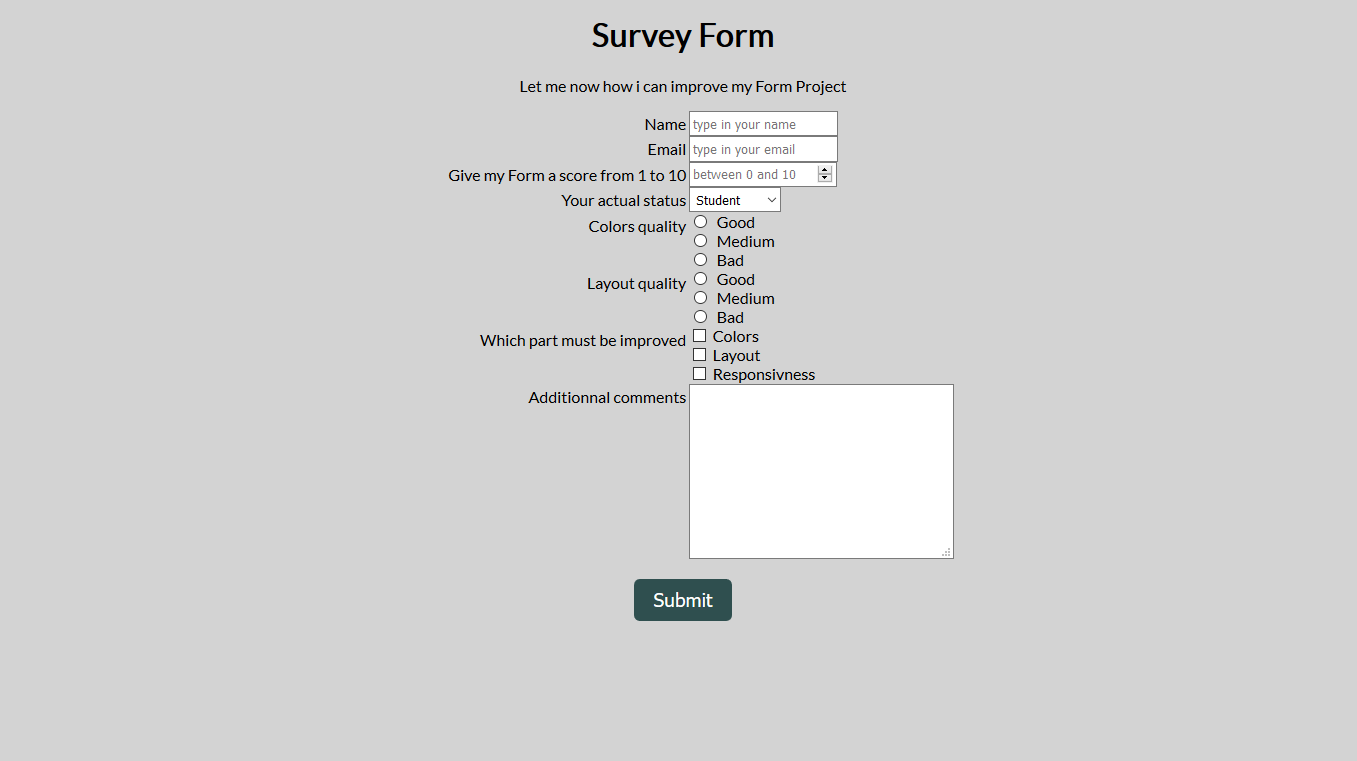 Survey Form
Let me now how i can improve my Form Project
Name type in your name
Email type in your email
Give my Form a score from 1 to 10 between 0 and 10
Your actual status Student
Colors quality Good
Medium
Bad
Layout quality Good
Medium
Bad
Which part must be improved Colors
Layout
Responsivness
Additionnal comments
Submit